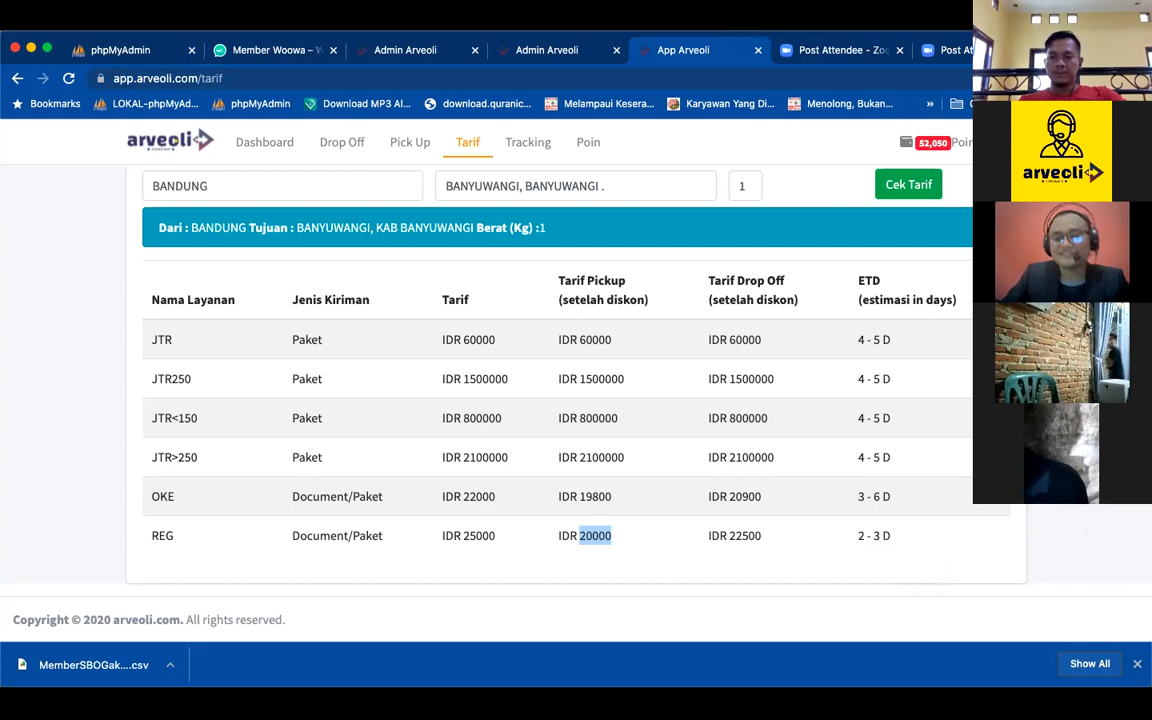 phpMyAdmin
Member Woowa – W
Admin Arveoli
Admin Arveoli
App Arveoli
Post Attendee - Zoo
Post At
app.arveoli.com/tarif
Bookmarks
LOKAL-phpMyAd...
phpMyAdmin
Download MP3 Al...
download.quranic...
Melampaui Kesera...
Karyawan Yang Di...
Menolong, Bukan...
»
arveoli
Dashboard
Drop Off
Pick Up
Tarif
Tracking
Poin
52,050
Poin
BANDUNG
BANYUWANGI, BANYUWANGI .
1
Cek Tarif
Dari : BANDUNG Tujuan : BANYUWANGI, KAB BANYUWANGI Berat (Kg) :1
Nama Layanan Jenis Kiriman Tarif Tarif Pickup (setelah diskon) Tarif Drop Off (setelah diskon) ETD (estimasi in days)
JTR Paket IDR 60000 IDR 60000 IDR 60000 4 - 5 D
JTR250 Paket IDR 1500000 IDR 1500000 IDR 1500000 4 - 5 D
JTR<150 Paket IDR 800000 IDR 800000 IDR 800000 4 - 5 D
JTR>250 Paket IDR 2100000 IDR 2100000 IDR 2100000 4 - 5 D
OKE Document/Paket IDR 22000 IDR 19800 IDR 20900 3 - 6 D
REG Document/Paket IDR 25000 IDR 20000 IDR 22500 2 - 3 D
Copyright © 2020 arveoli.com. All rights reserved.
MemberSBOGak....csv
Show All
arveoli